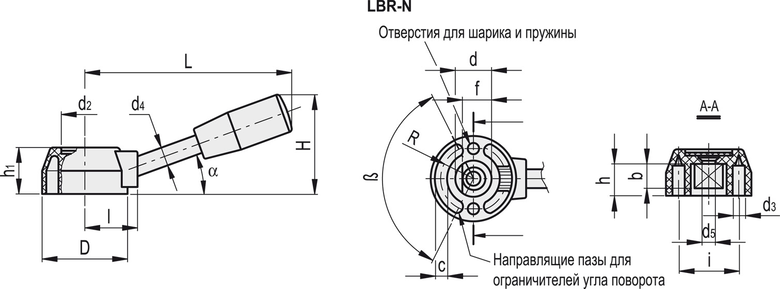 LBR-N
Отверстия для шарика и пружины
L
d
d2
d4
f
A-A
R
H
h1
α
ß
h
b
d3
l
d5
D
c
i
Направляющие пазы для
ограничителей угла поворота